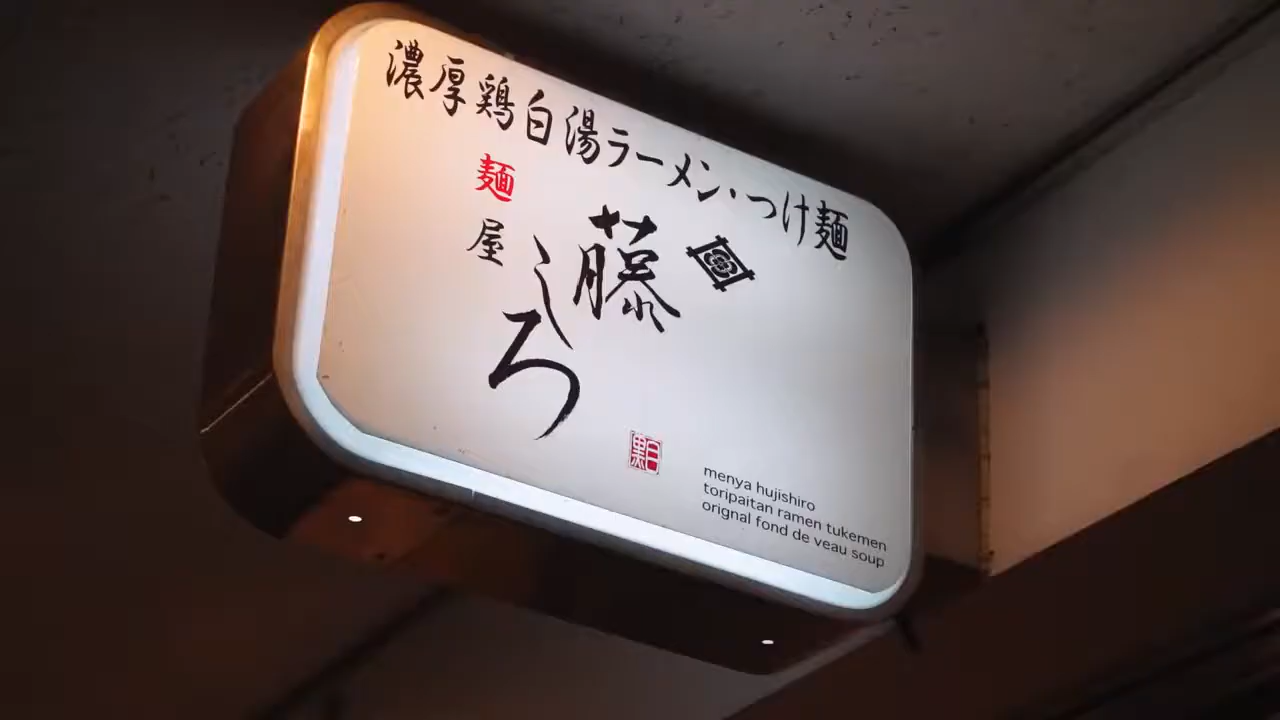 濃厚鶏白湯ラーメン・つけ麺
麺屋
藤しろ
menya hujishiro
toripaitan ramen tukemen
orignal fond de veau soup